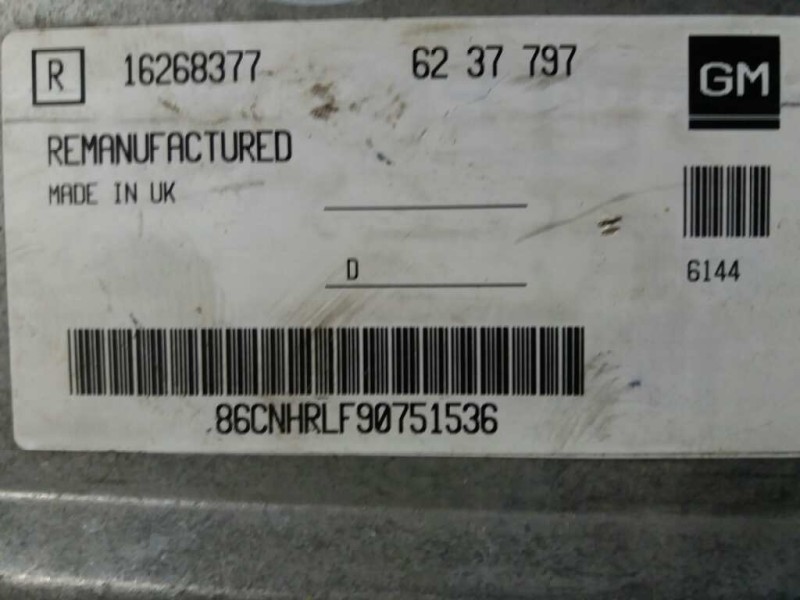 R 16268377 62 37 797 GM
REMANUFACTURED
MADE IN UK
D
6144
86CNHRLF90751536